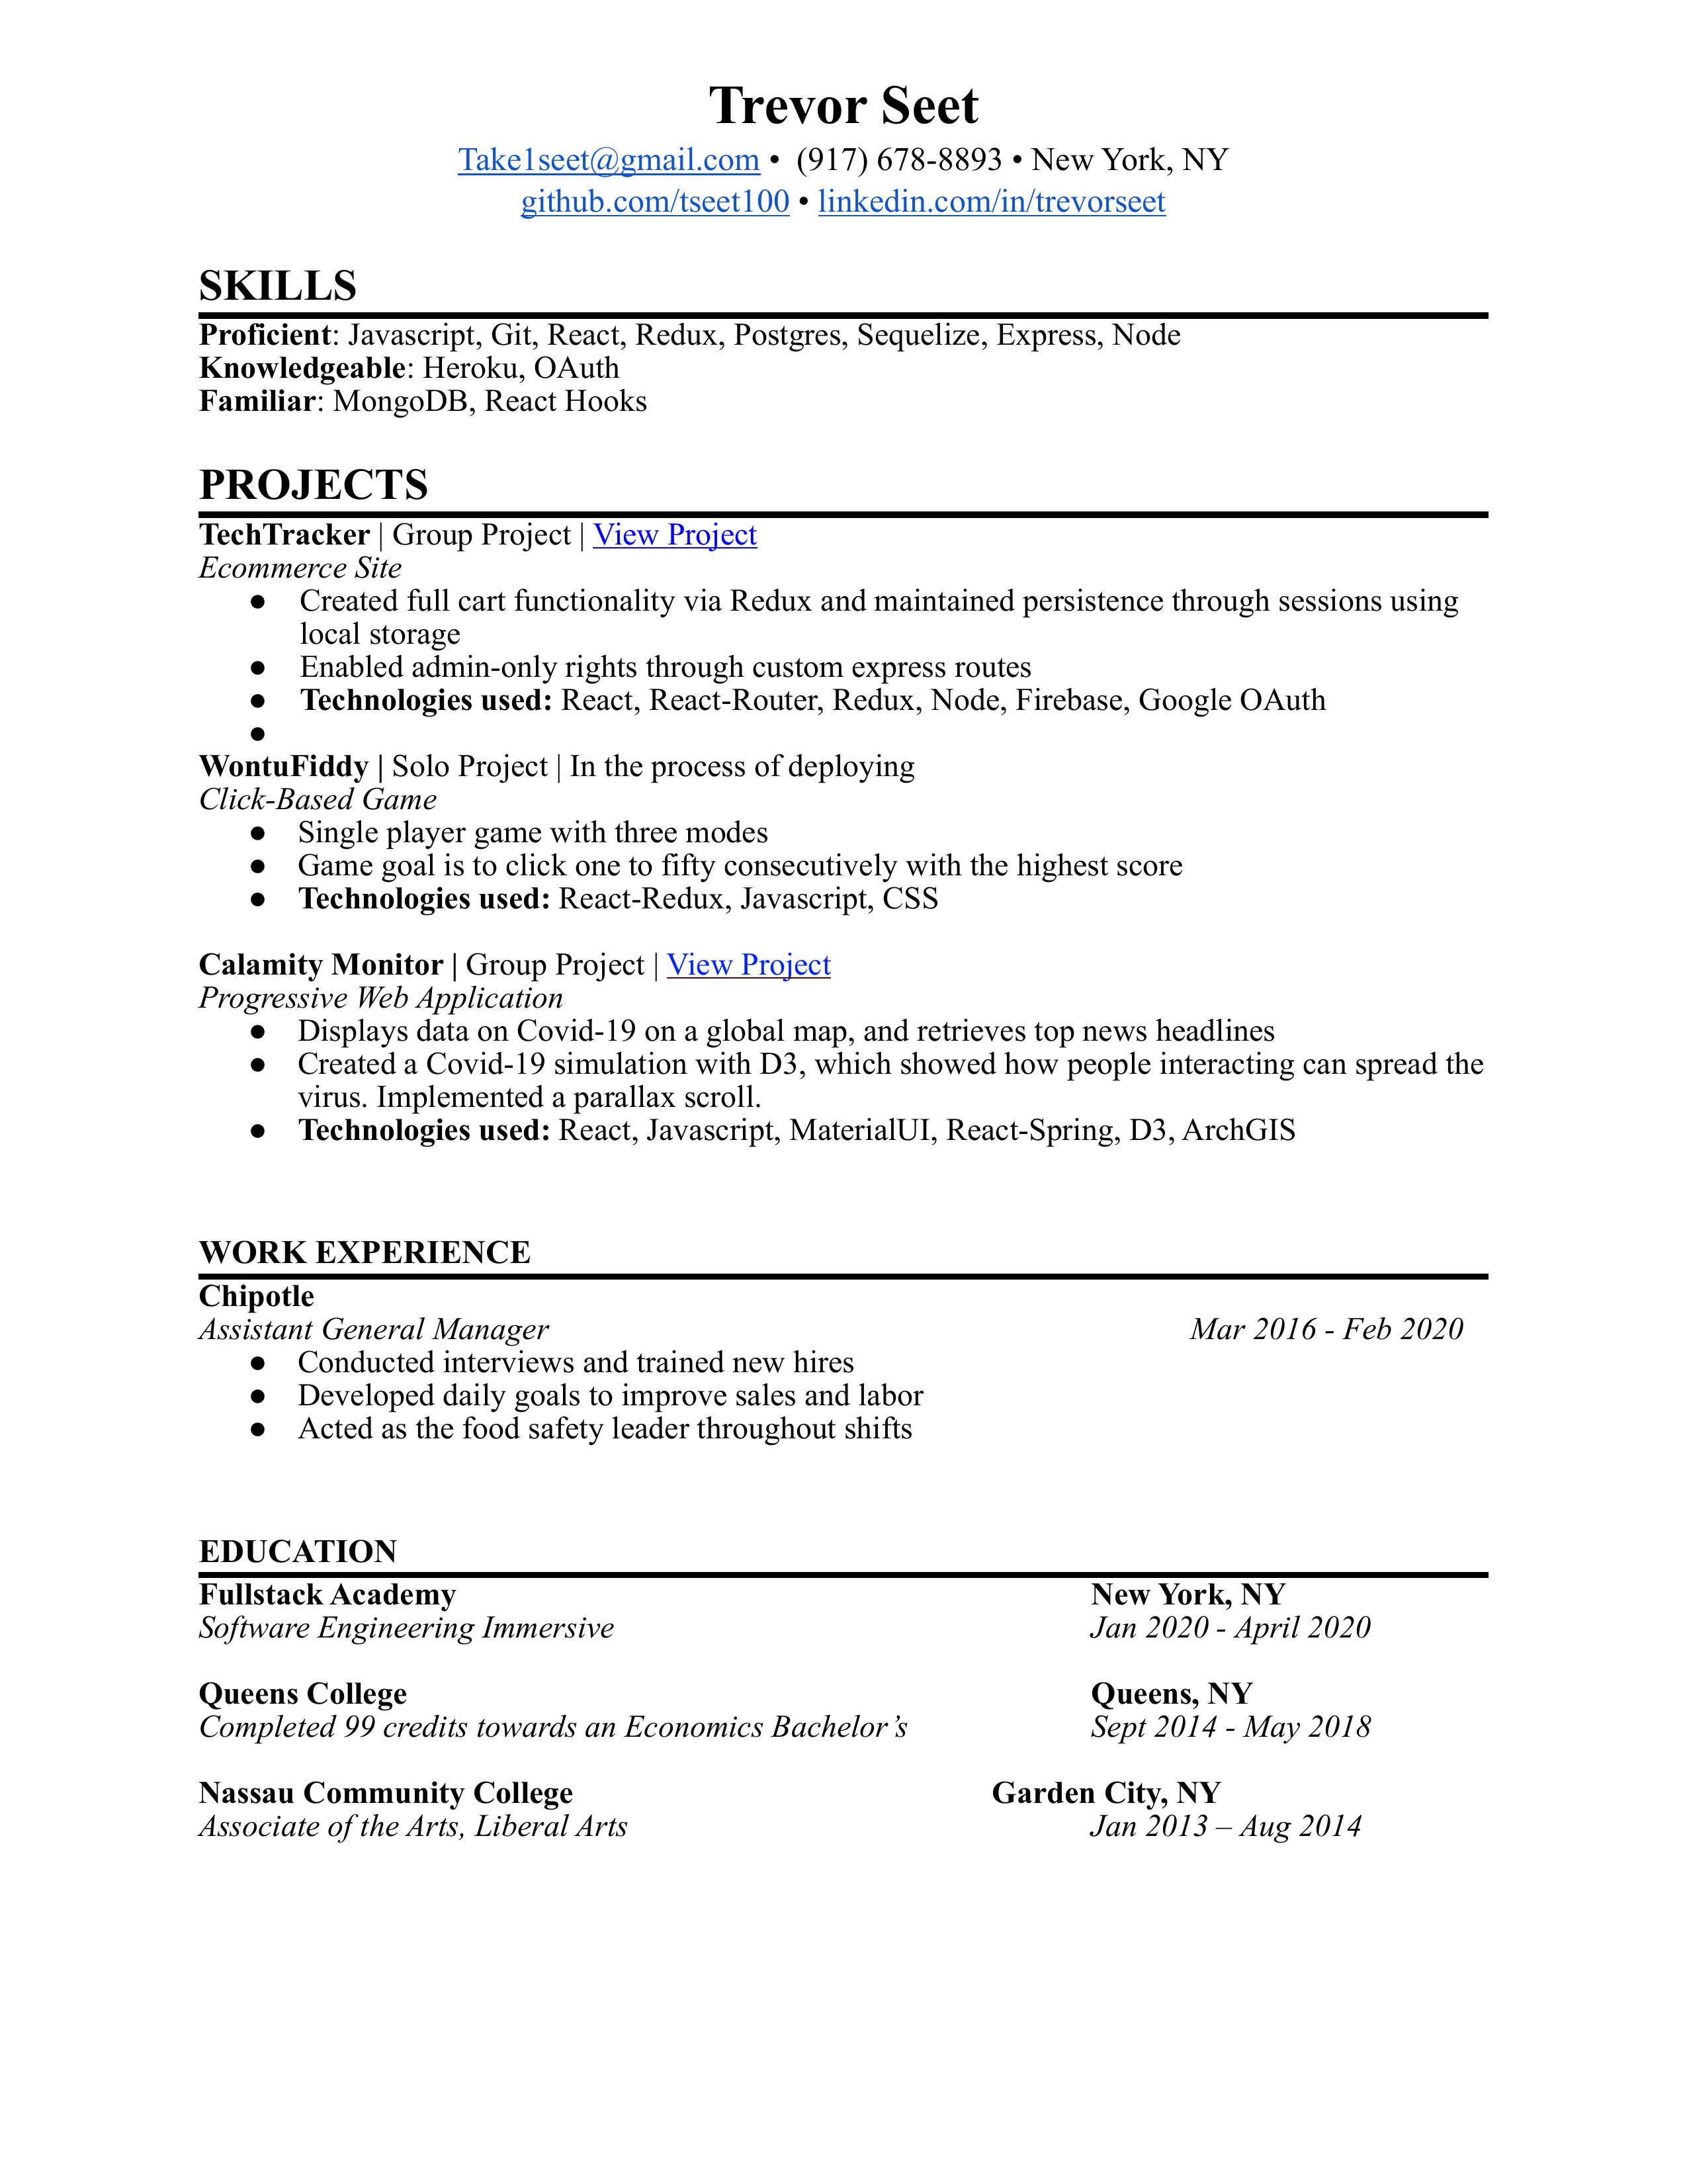 Trevor Seet
Take1seet@gmail.com • (917) 678-8893 • New York, NY
github.com/tseet100 • linkedin.com/in/trevorseet
SKILLS
Proficient: Javascript, Git, React, Redux, Postgres, Sequelize, Express, Node
Knowledgeable: Heroku, OAuth
Familiar: MongoDB, React Hooks
PROJECTS
TechTracker | Group Project | View Project
Ecommerce Site
● Created full cart functionality via Redux and maintained persistence through sessions using
local storage
● Enabled admin-only rights through custom express routes
● Technologies used: React, React-Router, Redux, Node, Firebase, Google OAuth
●
WontuFiddy | Solo Project | In the process of deploying
Click-Based Game
● Single player game with three modes
● Game goal is to click one to fifty consecutively with the highest score
● Technologies used: React-Redux, Javascript, CSS
Calamity Monitor | Group Project | View Project
Progressive Web Application
● Displays data on Covid-19 on a global map, and retrieves top news headlines
● Created a Covid-19 simulation with D3, which showed how people interacting can spread the
virus. Implemented a parallax scroll.
● Technologies used: React, Javascript, MaterialUI, React-Spring, D3, ArchGIS
WORK EXPERIENCE
Chipotle
Assistant General Manager Mar 2016 - Feb 2020
● Conducted interviews and trained new hires
● Developed daily goals to improve sales and labor
● Acted as the food safety leader throughout shifts
EDUCATION
Fullstack Academy New York, NY
Software Engineering Immersive Jan 2020 - April 2020
Queens College Queens, NY
Completed 99 credits towards an Economics Bachelor’s Sept 2014 - May 2018
Nassau Community College Garden City, NY
Associate of the Arts, Liberal Arts Jan 2013 – Aug 2014